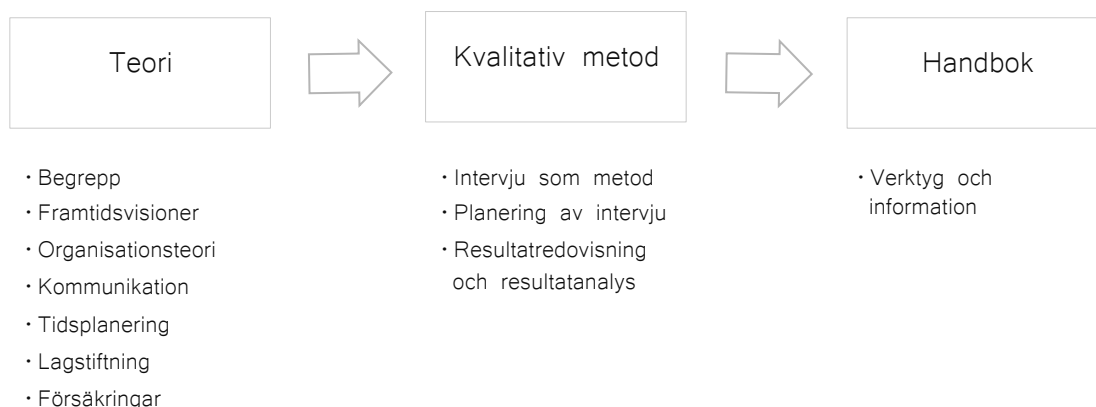 Teori
Kvalitativ metod
Handbok
· Begrepp
· Framtidsvisioner
· Organisationsteori
· Kommunikation
· Tidsplanering
· Lagstiftning
· Försäkringar
· Intervju som metod
· Planering av intervju
· Resultatredovisning
och resultatanalys
· Verktyg och
information